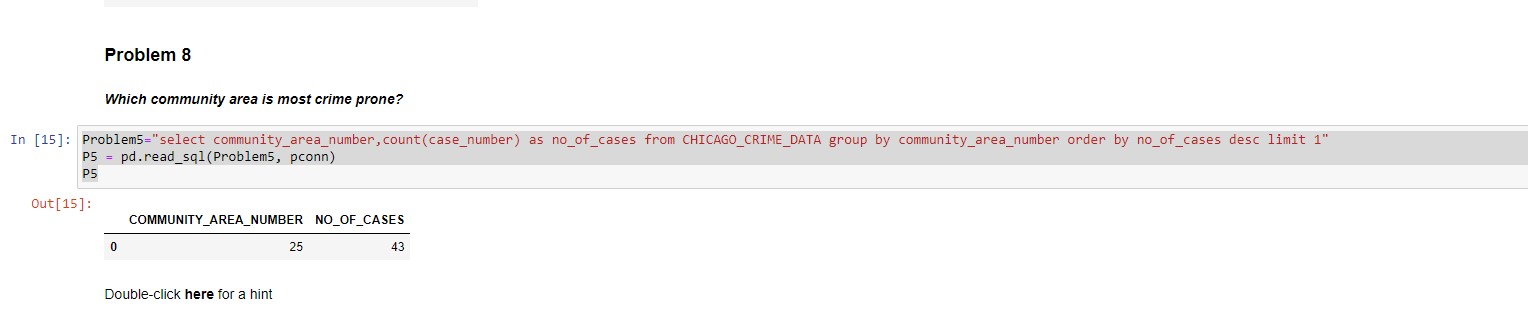 Problem 8
Which community area is most crime prone?
In [15]: Problem5="select community_area_number,count(case_number) as no_of_cases from CHICAGO_CRIME_DATA group by community_area_number order by no_of_cases desc limit 1"
P5 = pd.read_sql(Problem5, pconn)
P5
Out[15]:
COMMUNITY_AREA_NUMBER NO_OF_CASES
0 25 43
Double-click here for a hint